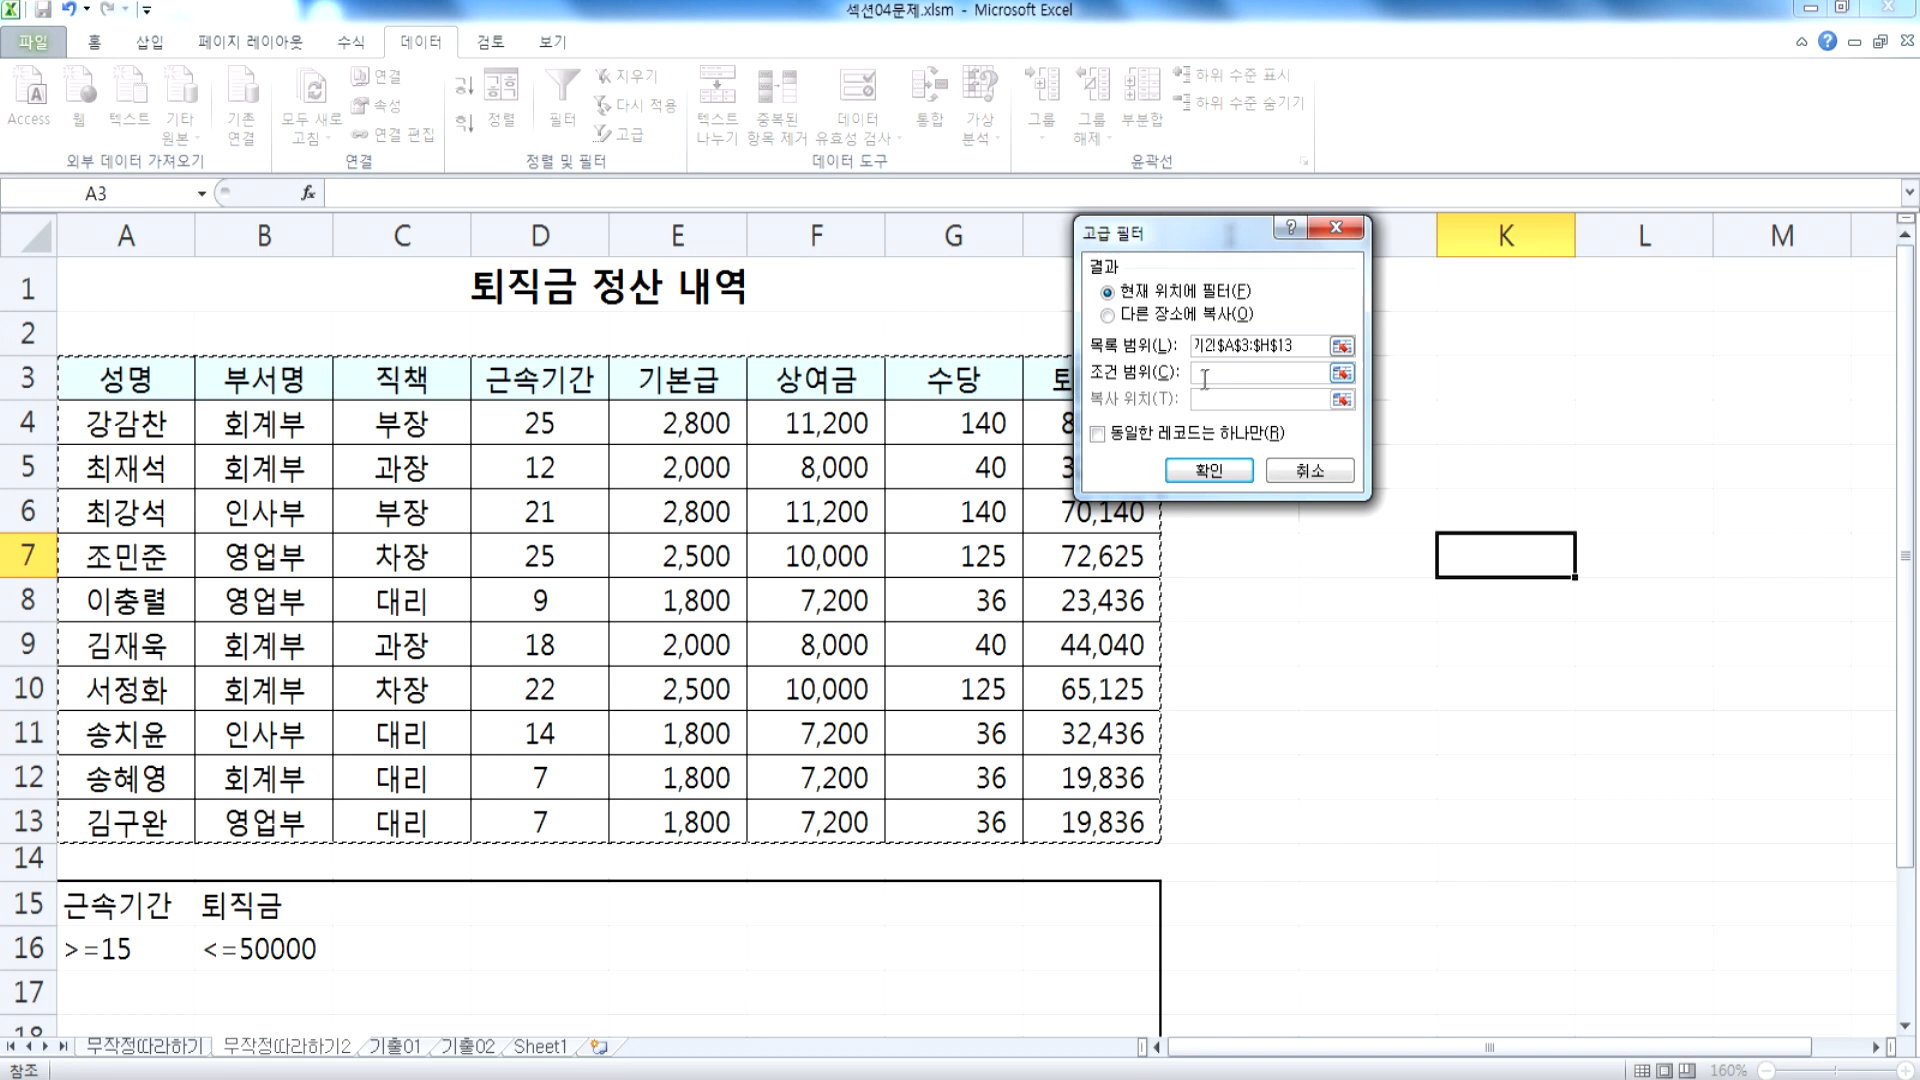 섹션04문제.xlsm - Microsoft Excel
파일 홈 삽입 페이지 레이아웃 수식 데이터 검토 보기
Access 웹 텍스트 기타 원본 기존 연결 모두 새로 고침 연결 속성 연결 편집 정렬 필터 지우기 다시 적용 고급 텍스트 나누기 중복된 항목 제거 데이터 유효성 검사 통합 가상 분석 그룹 그룹 해제 부분합 하위 수준 표시 하위 수준 숨기기
외부 데이터 가져오기 연결 정렬 및 필터 데이터 도구 윤곽선
A3 fx
A B C D E F G K L M
1 퇴직금 정산 내역
2
3 성명 부서명 직책 근속기간 기본급 상여금 수당
4 강감찬 회계부 부장 25 2,800 11,200 140
5 최재석 회계부 과장 12 2,000 8,000 40
6 최강석 인사부 부장 21 2,800 11,200 140 70,140
7 조민준 영업부 차장 25 2,500 10,000 125 72,625
8 이충렬 영업부 대리 9 1,800 7,200 36 23,436
9 김재욱 회계부 과장 18 2,000 8,000 40 44,040
10 서정화 회계부 차장 22 2,500 10,000 125 65,125
11 송치윤 인사부 대리 14 1,800 7,200 36 32,436
12 송혜영 회계부 대리 7 1,800 7,200 36 19,836
13 김구완 영업부 대리 7 1,800 7,200 36 19,836
14
15 근속기간 퇴직금
16 >=15 <=50000
17
18
고급 필터
결과
현재 위치에 필터(F)
다른 장소에 복사(O)
목록 범위(L): 기2!$A$3:$H$13
조건 범위(C):
복사 위치(T):
동일한 레코드는 하나만(R)
확인 취소
무작정따라하기 무작정따라하기2 기출01 기출02 Sheet1
참조 160%